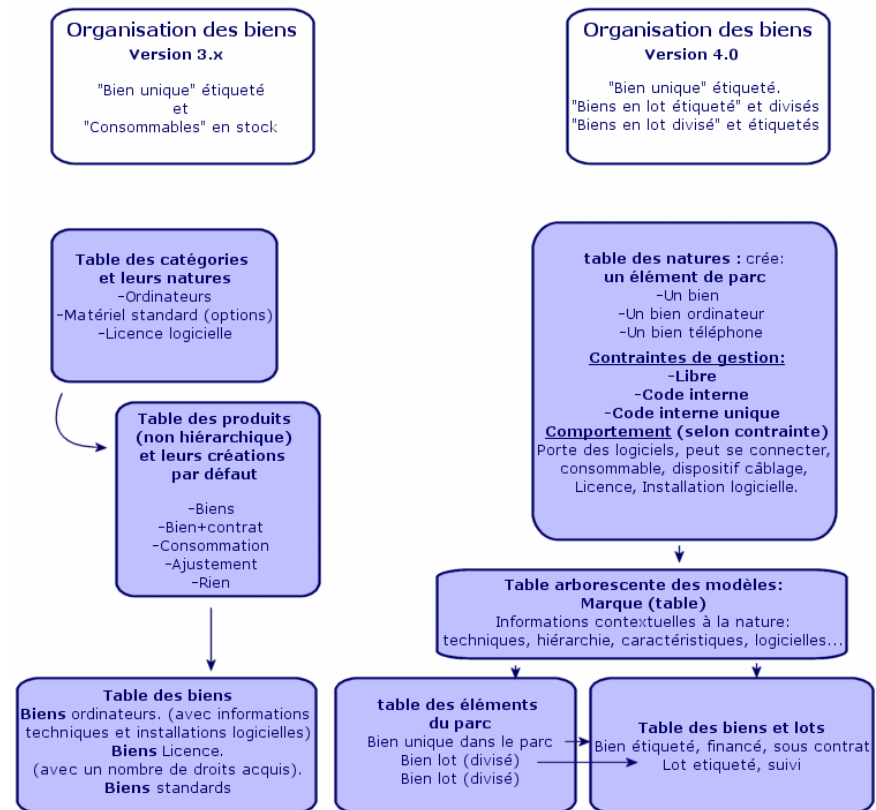 Organisation des biens
Version 3.x
"Bien unique" étiqueté
et
"Consommables" en stock
Organisation des biens
Version 4.0
"Bien unique" étiqueté.
"Biens en lot étiqueté" et divisés
"Biens en lot divisé" et étiquetés
Table des catégories
et leurs natures
-Ordinateurs
-Matériel standard (options)
-Licence logicielle
Table des produits
(non hiérarchique)
et leurs créations
par défaut
-Biens
-Bien+contrat
-Consommation
-Ajustement
-Rien
Table des biens
Biens ordinateurs. (avec informations
techniques et installations logicielles)
Biens Licence.
(avec un nombre de droits acquis).
Biens standards
table des natures : crée:
un élément de parc
-Un bien
-Un bien ordinateur
-Un bien téléphone
Contraintes de gestion:
-Libre
-Code interne
-Code interne unique
Comportement (selon contrainte)
Porte des logiciels, peut se connecter,
consommable, dispositif câblage,
Licence, Installation logicielle.
Table arborescente des modèles:
Marque (table)
Informations contextuelles à la nature:
techniques, hiérarchie, caractéristiques, logicielles...
table des éléments
du parc
Bien unique dans le parc
Bien lot (divisé)
Bien lot (divisé)
Table des biens et lots
Bien étiqueté, financé, sous contrat
Lot etiqueté, suivi